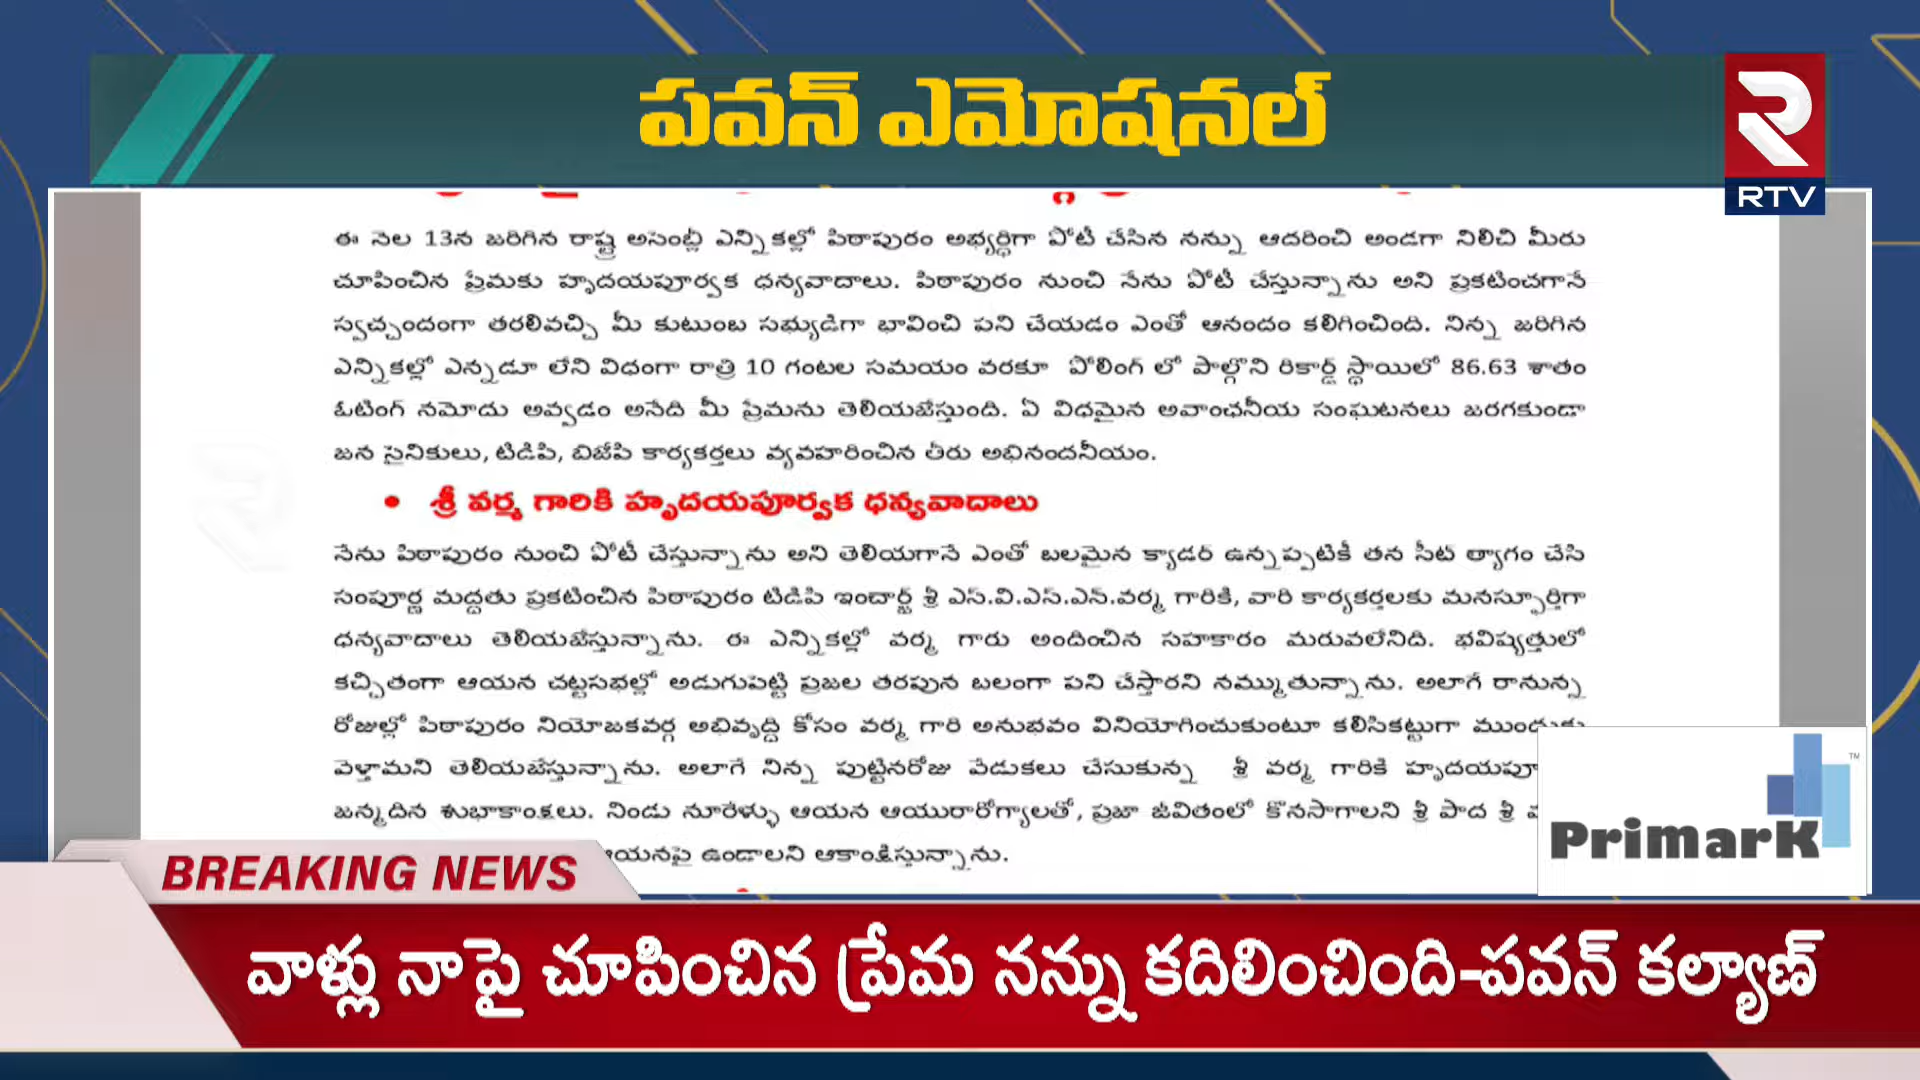 పవన్ ఎమోషనల్
RTV
ఈ నెల 13న జరిగిన రాష్ట్ర అసెంబ్లీ ఎన్నికల్లో పిఠాపురం అభ్యర్థిగా పోటీ చేసిన నన్ను ఆదరించి అండగా నిలిచి మీరు
చూపించిన ప్రేమకు హృదయపూర్వక ధన్యవాదాలు. పిఠాపురం నుంచి నేను పోటీ చేస్తున్నాను అని ప్రకటించగానే
స్వచ్ఛందంగా తరలివచ్చి మీ కుటుంబ సభ్యుడిగా భావించి పని చేయడం ఎంతో ఆనందం కలిగించింది. నిన్న జరిగిన
ఎన్నికల్లో ఎన్నడూ లేని విధంగా రాత్రి 10 గంటల సమయం వరకూ పోలింగ్ లో పాల్గొని రికార్డ్ స్థాయిలో 86.63 శాతం
ఓటింగ్ నమోదు అవ్వడం అనేది మీ ప్రేమను తెలియజేస్తుంది. ఏ విధమైన అవాంఛనీయ సంఘటనలు జరగకుండా
జన సైనికులు, టిడిపి, బిజేపి కార్యకర్తలు వ్యవహరించిన తీరు అభినందనీయం.
• శ్రీ వర్మ గారికి హృదయపూర్వక ధన్యవాదాలు
నేను పిఠాపురం నుంచి పోటీ చేస్తున్నాను అని తెలియగానే ఎంతో బలమైన క్యాడర్ ఉన్నప్పటికీ తన సీట్ త్యాగం చేసి
సంపూర్ణ మద్దతు ప్రకటించిన పిఠాపురం టిడిపి ఇంచార్జ్ శ్రీ ఎస్.వి.ఎస్.ఎన్.వర్మ గారికి, వారి కార్యకర్తలకు మనస్ఫూర్తిగా
ధన్యవాదాలు తెలియజేస్తున్నాను. ఈ ఎన్నికల్లో వర్మ గారు అందించిన సహకారం మరువలేనిది. భవిష్యత్తులో
కచ్చితంగా ఆయన చట్టసభల్లో అడుగుపెట్టి ప్రజల తరపున బలంగా పని చేస్తారని నమ్ముతున్నాను. అలాగే రానున్న
రోజుల్లో పిఠాపురం నియోజకవర్గ అభివృద్ధి కోసం వర్మ గారి అనుభవం వినియోగించుకుంటూ కలిసికట్టుగా ముందుకు
వెళ్తామని తెలియజేస్తున్నాను. అలాగే నిన్న పుట్టినరోజు వేడుకలు చేసుకున్న శ్రీ వర్మ గారికి
జన్మదిన శుభాకాంక్షలు. నిండు నూరేళ్ళు ఆయన ఆయురారోగ్యాలతో, ప్రజా జీవితంలో కొనసాగాలని శ్రీ పాద శ్రీ
ఆయనపై ఉండాలని ఆకాంక్షిస్తున్నాను.
PrimarK ™
BREAKING NEWS
వాళ్లు నాపై చూపించిన ప్రేమ నన్ను కదిలించింది-పవన్ కల్యాణ్